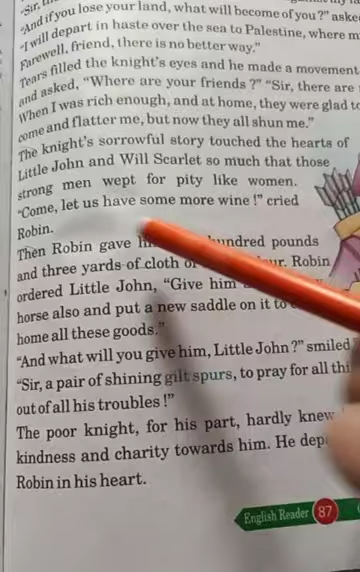 "Sir,
"And if you lose your land, what will become of you?" aske
"I will depart in haste over the sea to Palestine, where m
Farewell, friend, there is no better way."
Tears filled the knight's eyes and he made a movement
and asked, "Where are your friends ?" "Sir, there are
When I was rich enough, and at home, they were glad to
come and flatter me, but now they all shun me."
The knight's sorrowful story touched the hearts of
Little John and Will Scarlet so much that those
strong men wept for pity like women.
"Come, let us have some more wine !" cried
Robin.
Then Robin gave hundred pounds
and three yards of cloth ur. Robin
ordered Little John, "Give him
horse also and put a new saddle on it to
home all these goods."
"And what will you give him, Little John ?" smiled
"Sir, a pair of shining gilt spurs, to pray for all thi
out of all his troubles !"
The poor knight, for his part, hardly knew
kindness and charity towards him. He dep
Robin in his heart.
English Reader 87